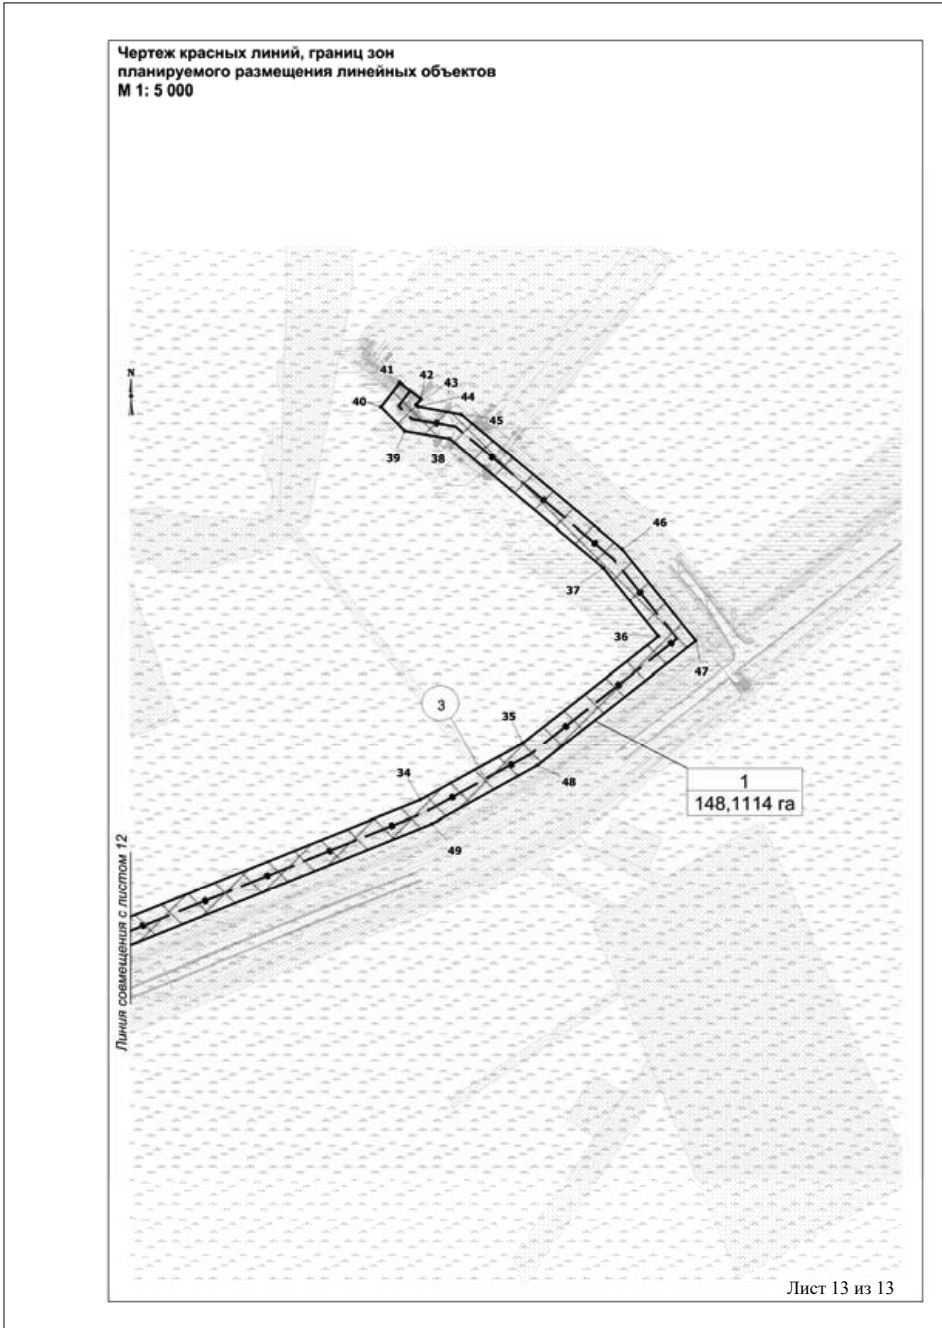 Чертеж красных линий, границ зон
планируемого размещения линейных объектов
М 1: 5 000
N
41
42
43
44
40
45
39
38
46
37
36
47
3
35
34
48
1
148,1114 га
49
Линия совмещения с листом 12
Лист 13 из 13